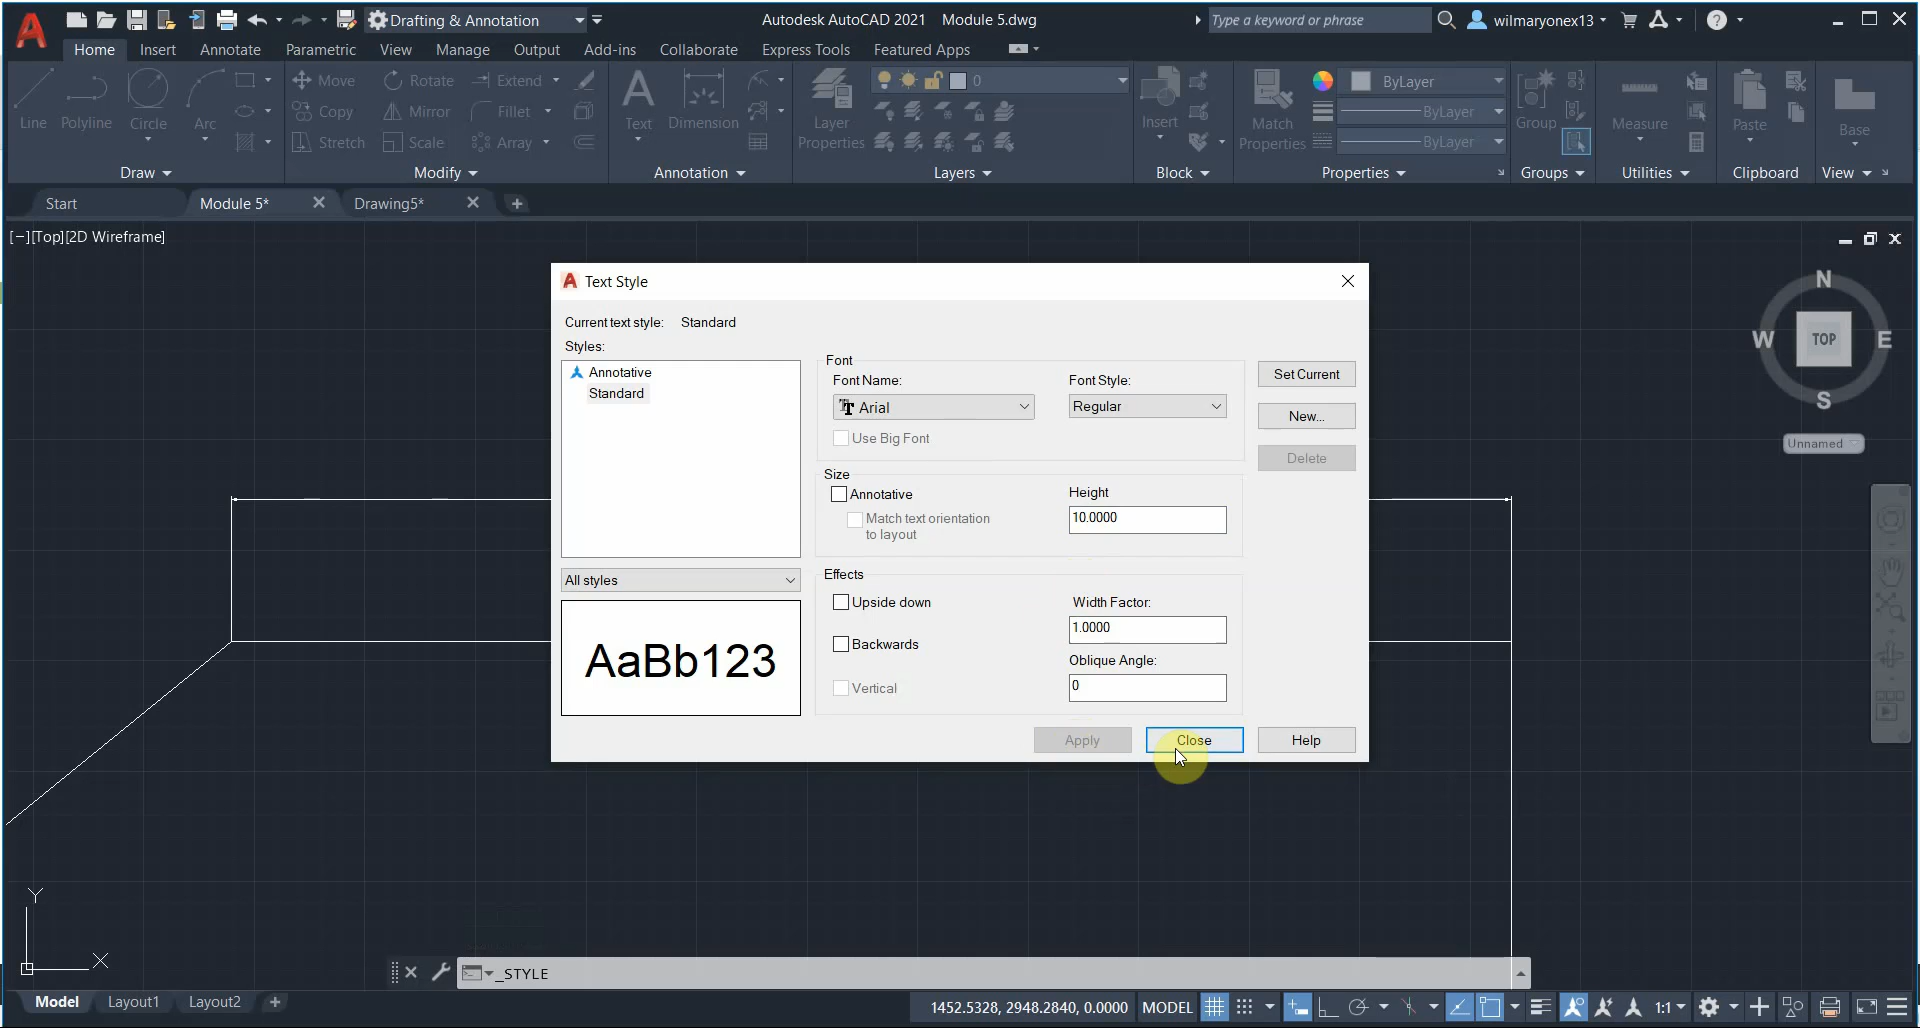 Drafting & Annotation
Autodesk AutoCAD 2021 Module 5.dwg
Type a keyword or phrase
wilmaryonex13
Home Insert Annotate Parametric View Manage Output Add-ins Collaborate Express Tools Featured Apps
Line Polyline Circle Arc
Move Rotate Extend
Copy Mirror Fillet
Stretch Scale Array
Text Dimension
Layer Properties
0
Insert
Match Properties
ByLayer
ByLayer
ByLayer
Group
Measure
Paste
Base
Draw Modify Annotation Layers Block Properties Groups Utilities Clipboard View
Start Module 5* Drawing5*
[−][Top][2D Wireframe]
N
W TOP E
S
Unnamed
A Text Style
Current text style: Standard
Styles:
Annotative
Standard
All styles
AaBb123
Font
Font Name:
Arial
Font Style:
Regular
Use Big Font
Size
Annotative
Match text orientation
to layout
Height
10.0000
Effects
Upside down
Backwards
Vertical
Width Factor:
1.0000
Oblique Angle:
0
Set Current
New...
Delete
Apply Close Help
Y
X
_STYLE
Model Layout1 Layout2
1452.5328, 2948.2840, 0.0000 MODEL 1:1